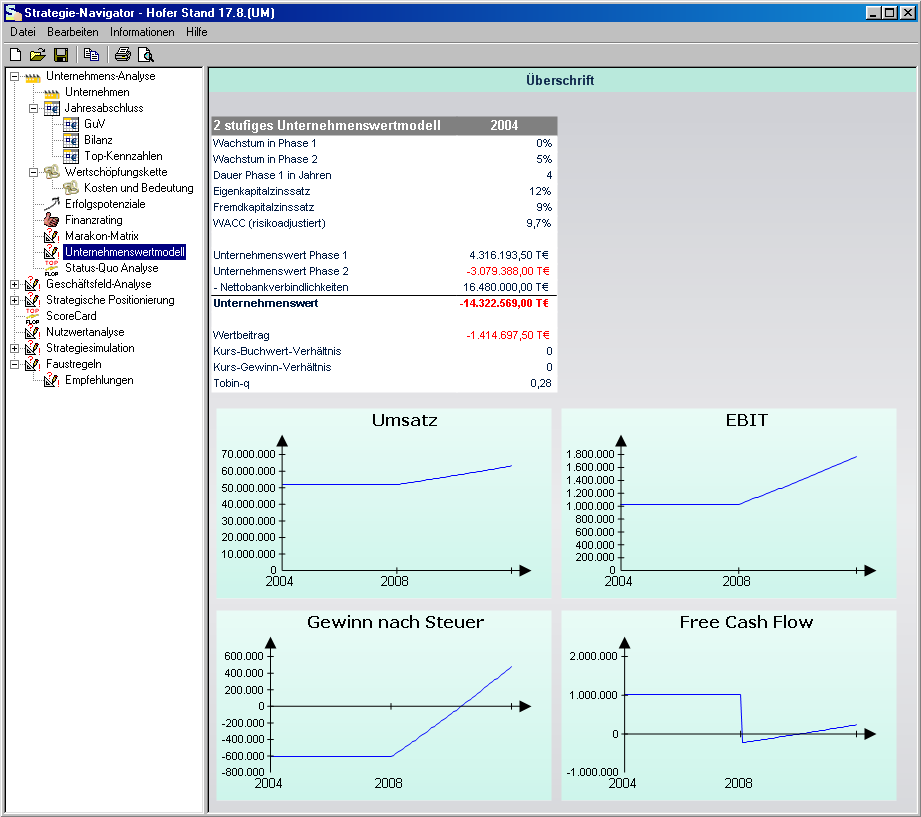 Strategie-Navigator - Hofer Stand 17.8.(UM)
Datei Bearbeiten Informationen Hilfe
Unternehmens-Analyse
Unternehmen
Jahresabschluss
GuV
Bilanz
Top-Kennzahlen
Wertschöpfungskette
Kosten und Bedeutung
Erfolgspotenziale
Finanzrating
Marakon-Matrix
Unternehmenswertmodell
TOP
FLOP
Status-Quo Analyse
Geschäftsfeld-Analyse
Strategische Positionierung
TOP
FLOP
ScoreCard
Nutzwertanalyse
Strategiesimulation
Faustregeln
Empfehlungen
Überschrift
2 stufiges Unternehmenswertmodell 2004
Wachstum in Phase 1 0%
Wachstum in Phase 2 5%
Dauer Phase 1 in Jahren 4
Eigenkapitalzinssatz 12%
Fremdkapitalzinssatz 9%
WACC (risikoadjustiert) 9,7%
Unternehmenswert Phase 1 4.316.193,50 T€
Unternehmenswert Phase 2 -3.079.388,00 T€
- Nettobankverbindlichkeiten 16.480.000,00 T€
Unternehmenswert -14.322.569,00 T€
Wertbeitrag -1.414.697,50 T€
Kurs-Buchwert-Verhältnis 0
Kurs-Gewinn-Verhältnis 0
Tobin-q 0,28
Umsatz
70.000.000
60.000.000
50.000.000
40.000.000
30.000.000
20.000.000
10.000.000
0
2004 2008
EBIT
1.800.000
1.600.000
1.400.000
1.200.000
1.000.000
800.000
600.000
400.000
200.000
0
2004 2008
Gewinn nach Steuer
600.000
400.000
200.000
0
-200.000
-400.000
-600.000
-800.000
2004 2008
Free Cash Flow
2.000.000
1.000.000
0
-1.000.000
2004 2008